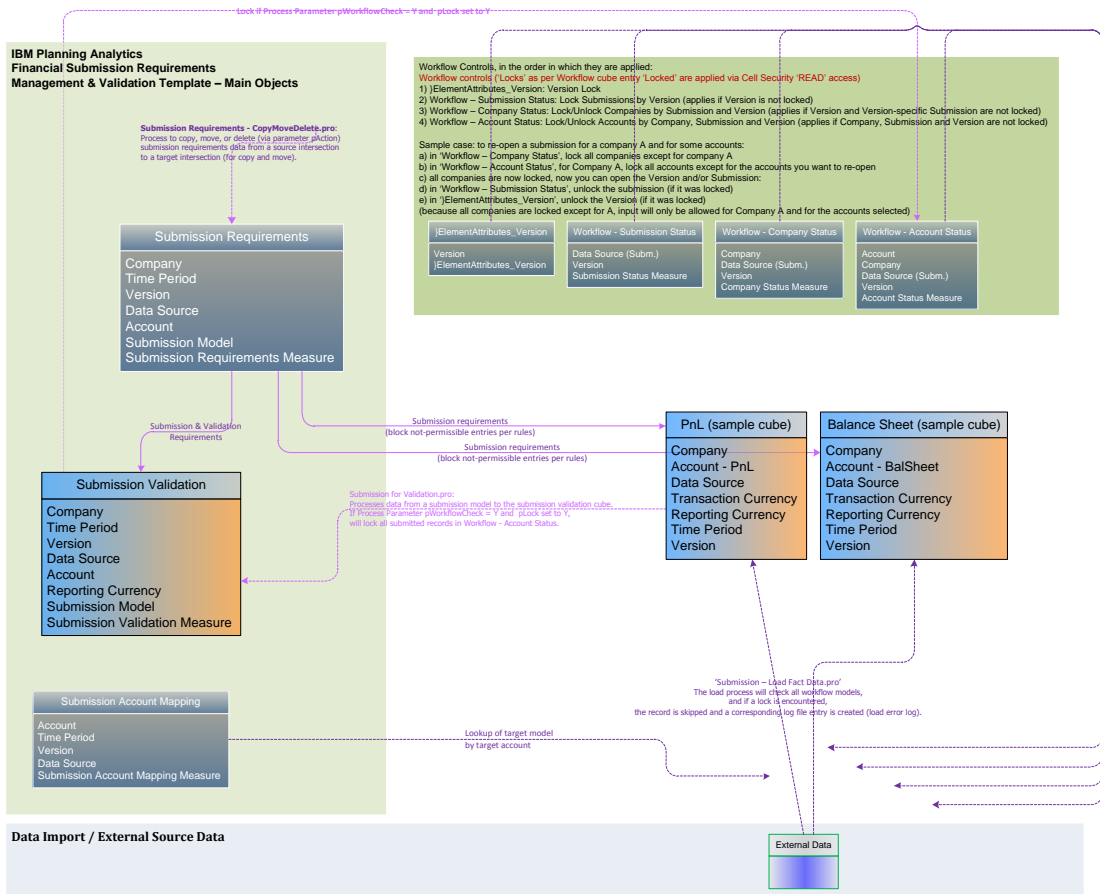 Lock if Process Parameter pWorkflowCheck = Y and  pLock set to Y
IBM Planning Analytics
Financial Submission Requirements
Management & Validation Template – Main Objects
Submission Requirements - CopyMoveDelete.pro:
Process to copy, move, or delete (via parameter pAction)
submission requirements data from a source intersection
to a target intersection (for copy and move).
Submission Requirements
Company
Time Period
Version
Data Source
Account
Submission Model
Submission Requirements Measure
Workflow Controls, in the order in which they are applied:
Workflow controls ('Locks" as per Workflow cube entry 'Locked" are applied via Cell Security 'READ" access)
1) }ElementAttributes_Version: Version Lock
2) Workflow – Submission Status: Lock Submissions by Version (applies if Version is not locked)
3) Workflow – Company Status: Lock/Unlock Companies by Submission and Version (applies if Version and Version-specific Submission are not locked)
4) Workflow – Account Status: Lock/Unlock Accounts by Company, Submission and Version (applies if Company, Submission and Version are not locked)
Sample case: to re-open a submission for a company A and for some accounts:
a) in 'Workflow – Company Status', lock all companies except for company A
b) in 'Workflow – Account Status', for Company A, lock all accounts except for the accounts you want to re-open
c) all companies are now locked, now you can open the Version and/or Submission:
d) in 'Workflow – Submission Status', unlock the submission (if it was locked)
e) in '}ElementAttributes_Version', unlock the Version (if it was locked)
(because all companies are locked except for A, input will only be allowed for Company A and for the accounts selected)
}ElementAttributes_Version
Version
}ElementAttributes_Version
Workflow - Submission Status
Data Source (Subm.)
Version
Submission Status Measure
Workflow - Company Status
Company
Data Source (Subm.)
Version
Company Status Measure
Workflow - Account Status
Account
Company
Data Source (Subm.)
Version
Account Status Measure
Submission & Validation
Requirements
Submission requirements
(block not-permissible entries per rules)
Submission requirements
(block not-permissible entries per rules)
PnL (sample cube)
Company
Account - PnL
Data Source
Transaction Currency
Reporting Currency
Time Period
Version
Balance Sheet (sample cube)
Company
Account - BalSheet
Data Source
Transaction Currency
Reporting Currency
Time Period
Version
Submission Validation
Company
Time Period
Version
Data Source
Account
Reporting Currency
Submission Model
Submission Validation Measure
Submission for Validation.pro:
Processes data from a submission model to the submission validation cube.
If Process Parameter pWorkflowCheck = Y and  pLock set to Y,
will lock all submitted records in Workflow - Account Status.
Submission Account Mapping
Account
Time Period
Version
Data Source
Submission Account Mapping Measure
Lookup of target model
by target account
'Submission – Load Fact Data.pro'
The load process will check all workflow models,
and if a lock is encountered,
the record is skipped and a corresponding log file entry is created (load error log).
Data Import / External Source Data
External Data